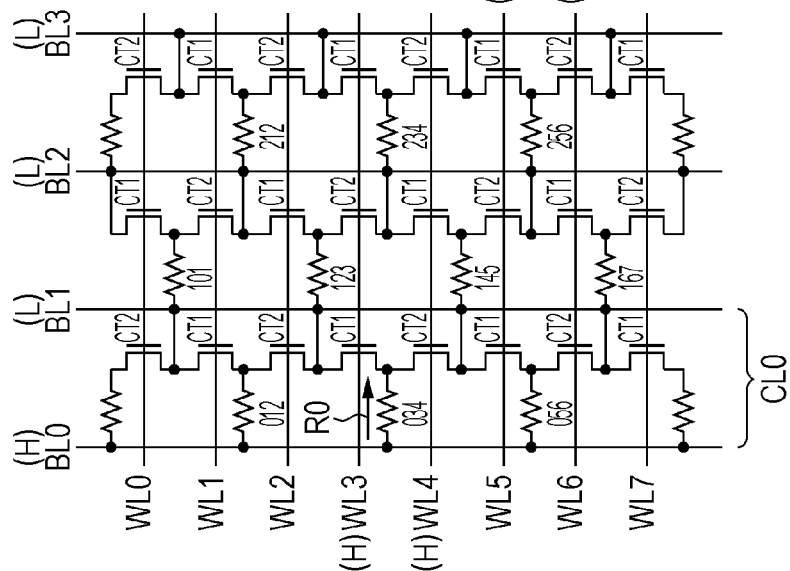 (H) (L) (L) (L)
BL0 BL1 BL2 BL3
CT2 CT1 CT2
WL0
101
CT1 CT2 CT1
WL1
012 212
CT2 CT1 CT2
WL2
123
R0
CT1 CT2 CT1
(H) WL3
034 234
CT2 CT1 CT2
(H) WL4
145
CT1 CT2 CT1
WL5
056 256
CT2 CT1 CT2
WL6
167
CT1 CT2 CT1
WL7
CL0